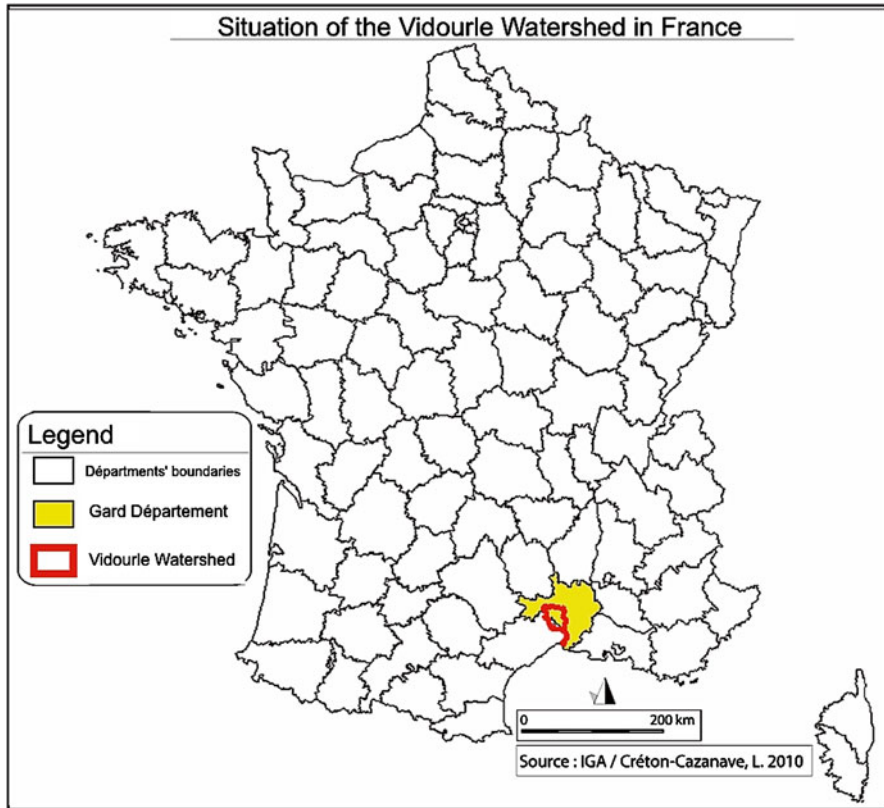 Situation of the Vidourle Watershed in France
Legend
Départments' boundaries
Gard Département
Vidourle Watershed
0 200 km
Source : IGA / Créton-Cazanave, L. 2010